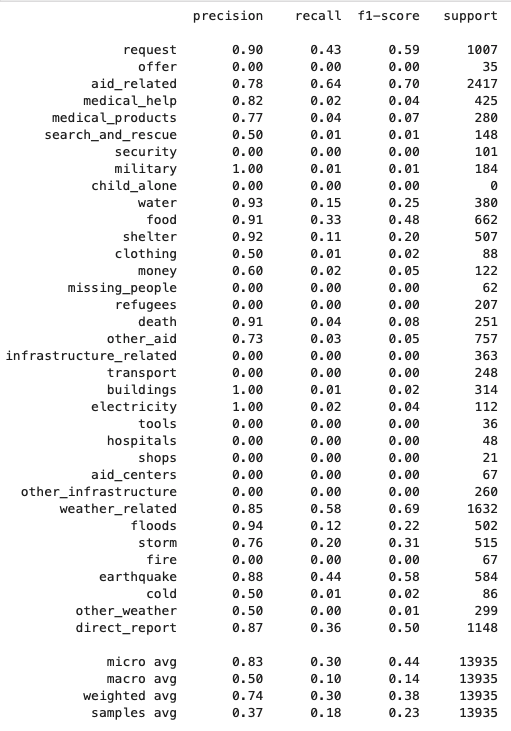 precision recall f1-score support
request 0.90 0.43 0.59 1007
offer 0.00 0.00 0.00 35
aid_related 0.78 0.64 0.70 2417
medical_help 0.82 0.02 0.04 425
medical_products 0.77 0.04 0.07 280
search_and_rescue 0.50 0.01 0.01 148
security 0.00 0.00 0.00 101
military 1.00 0.01 0.01 184
child_alone 0.00 0.00 0.00 0
water 0.93 0.15 0.25 380
food 0.91 0.33 0.48 662
shelter 0.92 0.11 0.20 507
clothing 0.50 0.01 0.02 88
money 0.60 0.02 0.05 122
missing_people 0.00 0.00 0.00 62
refugees 0.00 0.00 0.00 207
death 0.91 0.04 0.08 251
other_aid 0.73 0.03 0.05 757
infrastructure_related 0.00 0.00 0.00 363
transport 0.00 0.00 0.00 248
buildings 1.00 0.01 0.02 314
electricity 1.00 0.02 0.04 112
tools 0.00 0.00 0.00 36
hospitals 0.00 0.00 0.00 48
shops 0.00 0.00 0.00 21
aid_centers 0.00 0.00 0.00 67
other_infrastructure 0.00 0.00 0.00 260
weather_related 0.85 0.58 0.69 1632
floods 0.94 0.12 0.22 502
storm 0.76 0.20 0.31 515
fire 0.00 0.00 0.00 67
earthquake 0.88 0.44 0.58 584
cold 0.50 0.01 0.02 86
other_weather 0.50 0.00 0.01 299
direct_report 0.87 0.36 0.50 1148
micro avg 0.83 0.30 0.44 13935
macro avg 0.50 0.10 0.14 13935
weighted avg 0.74 0.30 0.38 13935
samples avg 0.37 0.18 0.23 13935